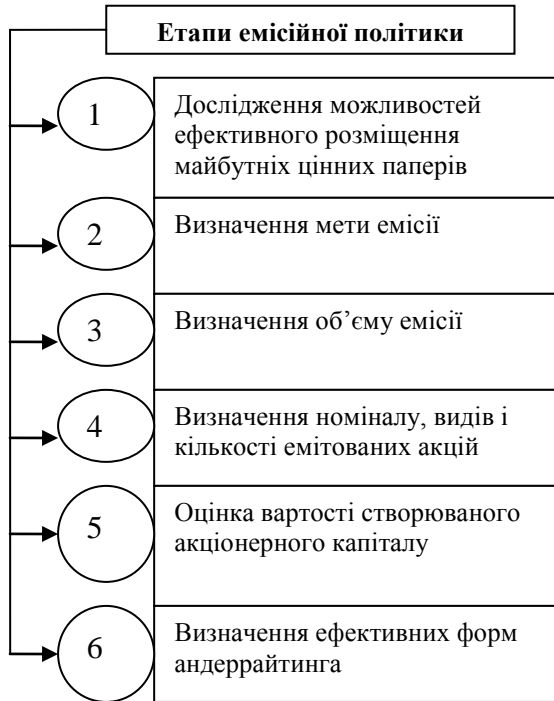 Етапи емісійної політики
1
Дослідження можливостей
ефективного розміщення
майбутніх цінних паперів
2
Визначення мети емісії
3
Визначення об’єму емісії
4
Визначення номіналу, видів і
кількості емітованих акцій
5
Оцінка вартості створюваного
акціонерного капіталу
6
Визначення ефективних форм
андеррайтинга